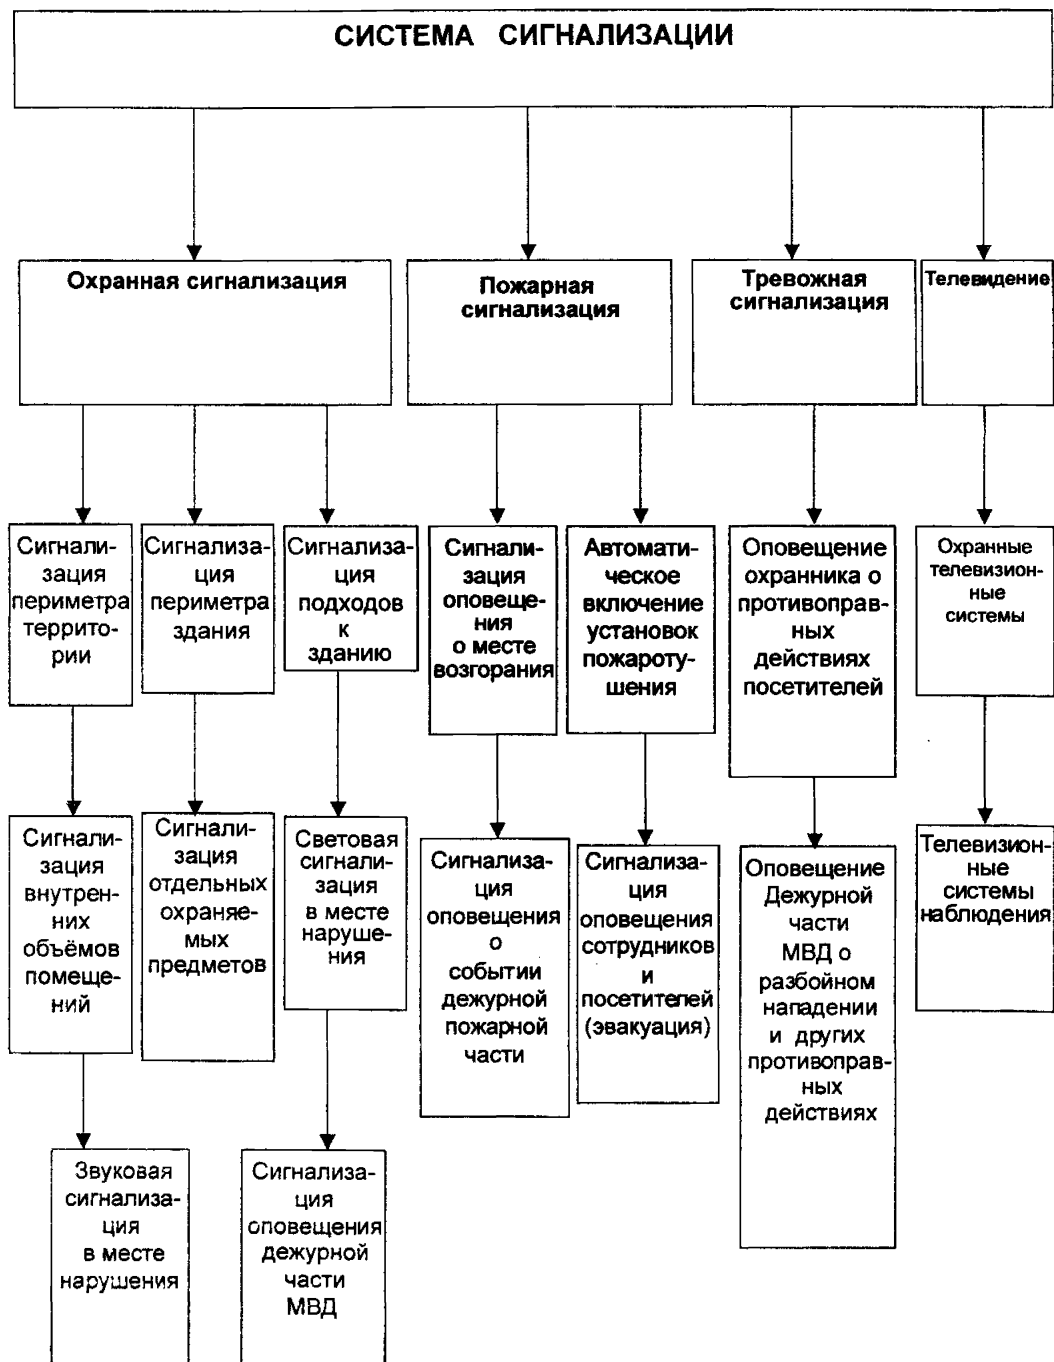 СИСТЕМА СИГНАЛИЗАЦИИ
Охранная сигнализация
Пожарная
сигнализация
Тревожная
сигнализация
Телевидение
Сигнали-
зация
периметра
террито-
рии
Сигнализа-
ция
периметра
здания
Сигнализа-
ция
подходов
к
зданию
Сигнали-
зация
оповеще-
ния
о месте
возгорания
Автомати-
ческое
включение
установок
пожароту-
шения
Оповещение
охранника о
противоправ-
ных
действиях
посетителей
Охранные
телевизион-
ные
системы
Сигнали-
зация
внутрен-
них
объёмов
помеще-
ний
Сигнали-
зация
отдельных
охраняе-
мых
предметов
Световая
сигнали-
зация
в месте
наруше-
ния
Сигнализа-
ция
оповещения
о
событии
дежурной
пожарной
части
Сигнализа-
ция
оповещения
сотрудников
и
посетителей
(эвакуация)
Оповещение
Дежурной
части
МВД о
разбойном
нападении
и других
противоправ-
ных
действиях
Телевизион-
ные
системы
наблюдения
Звуковая
сигнализа-
ция
в месте
нарушения
Сигнализа-
ция
оповещения
дежурной
части
МВД